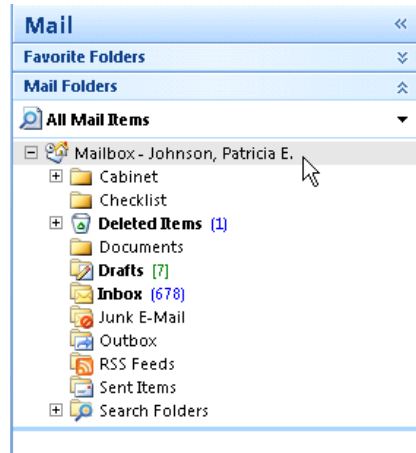 Mail
Favorite Folders
Mail Folders
All Mail Items
Mailbox - Johnson, Patricia E.
Cabinet
Checklist
Deleted Items (1)
Documents
Drafts [7]
Inbox (678)
Junk E-Mail
Outbox
RSS Feeds
Sent Items
Search Folders